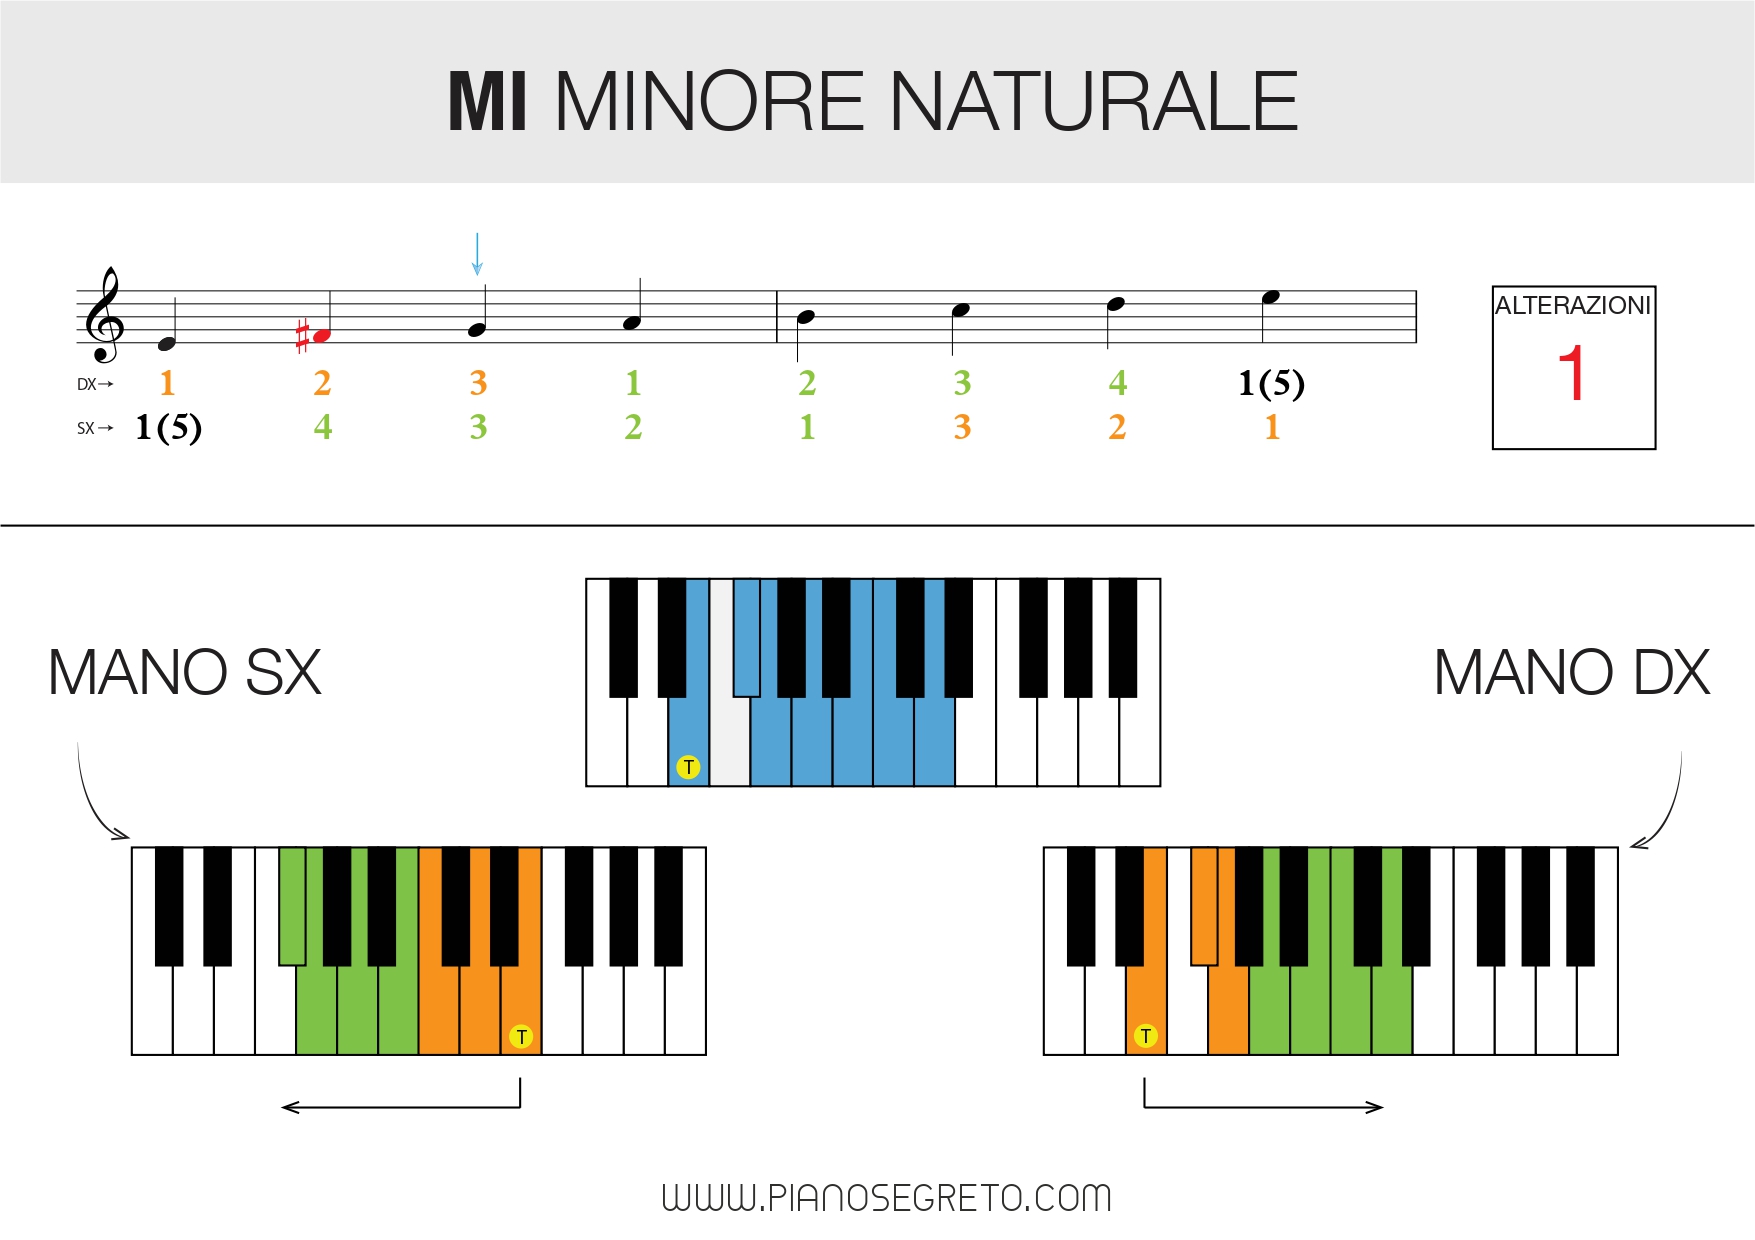 MI MINORE NATURALE
ALTERAZIONI
1
DX→ 1 2 3 1 2 3 4 1(5)
SX→ 1(5) 4 3 2 1 3 2 1
MANO SX
MANO DX
T
T
T
WWW.PIANOSEGRETO.COM